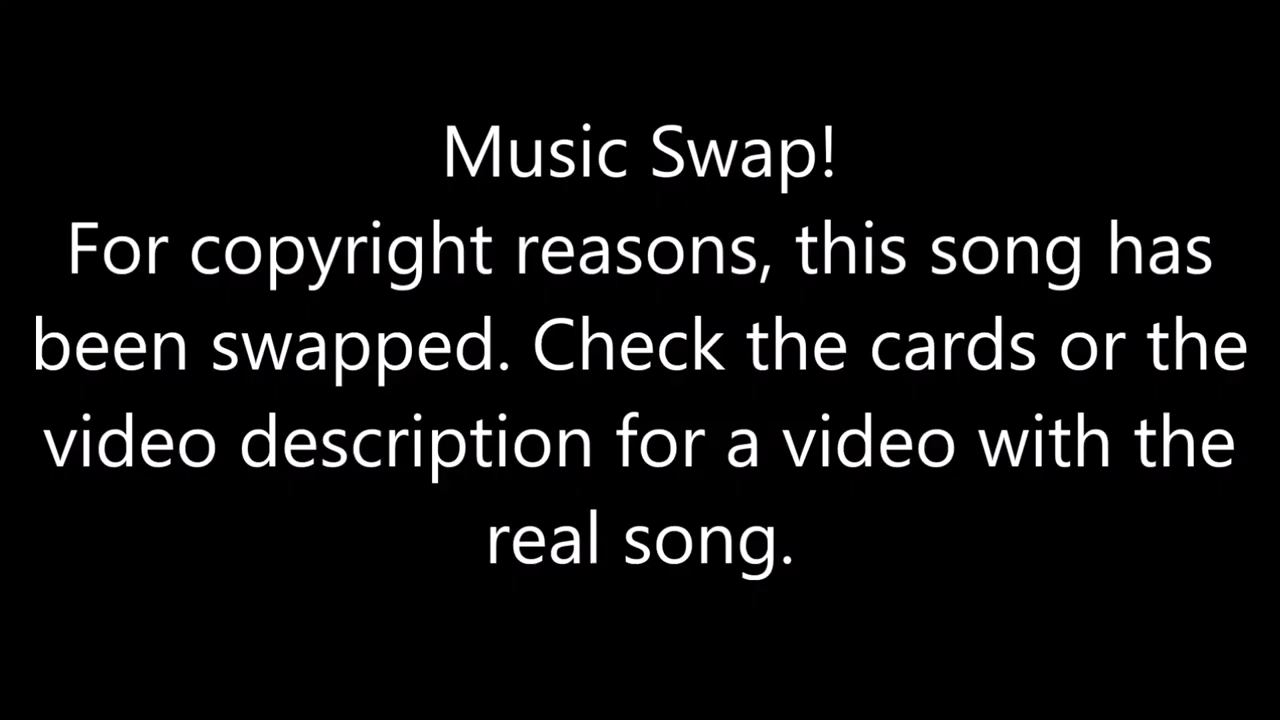 Music Swap!
For copyright reasons, this song has
been swapped. Check the cards or the
video description for a video with the
real song.